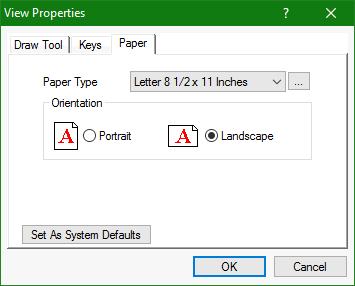 View Properties ?
Draw Tool Keys Paper
Paper Type Letter 8 1/2 x 11 Inches ...
Orientation
A Portrait A Landscape
Set As System Defaults
OK Cancel